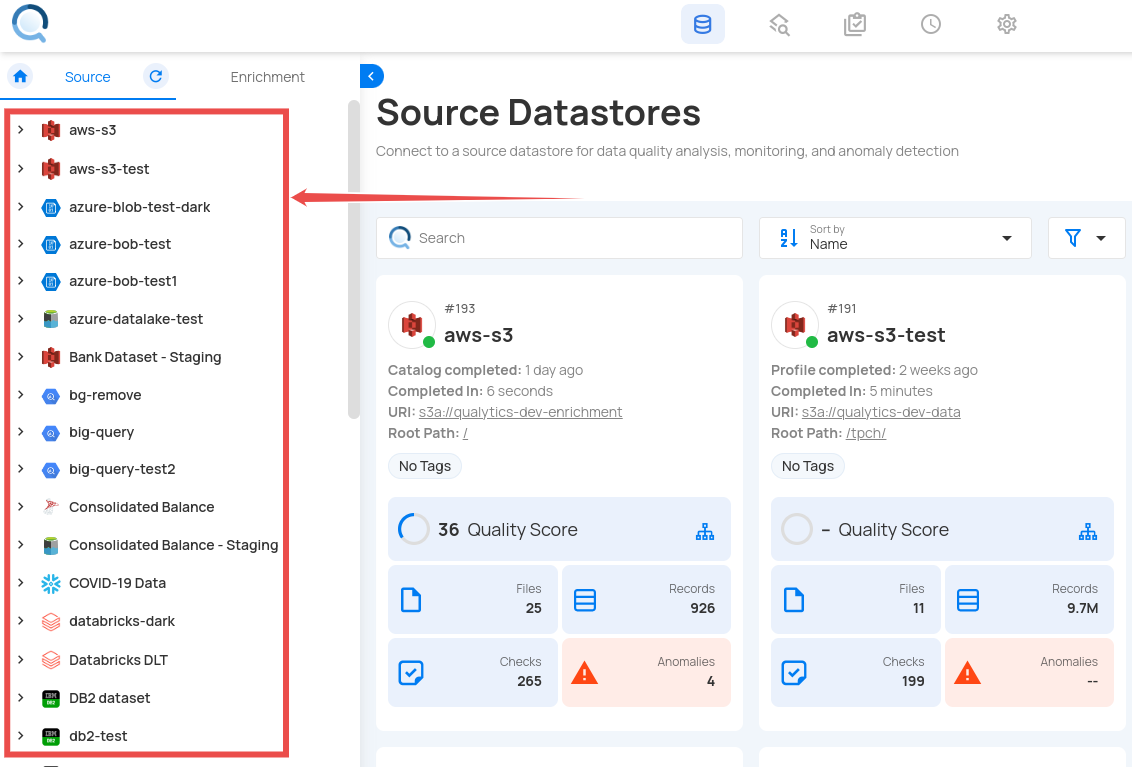 Source
Enrichment
aws-s3
aws-s3-test
azure-blob-test-dark
azure-bob-test
azure-bob-test1
azure-datalake-test
Bank Dataset - Staging
bg-remove
big-query
big-query-test2
Consolidated Balance
Consolidated Balance - Staging
COVID-19 Data
databricks-dark
Databricks DLT
DB2 dataset
db2-test
Source Datastores
Connect to a source datastore for data quality analysis, monitoring, and anomaly detection
Search
Sort by
Name
#193
aws-s3
Catalog completed: 1 day ago
Completed In: 6 seconds
URI: s3a://qualytics-dev-enrichment
Root Path: /
No Tags
36 Quality Score
Files
25
Records
926
Checks
265
Anomalies
4
#191
aws-s3-test
Profile completed: 2 weeks ago
Completed In: 5 minutes
URI: s3a://qualytics-dev-data
Root Path: /tpch/
No Tags
– Quality Score
Files
11
Records
9.7M
Checks
199
Anomalies
--